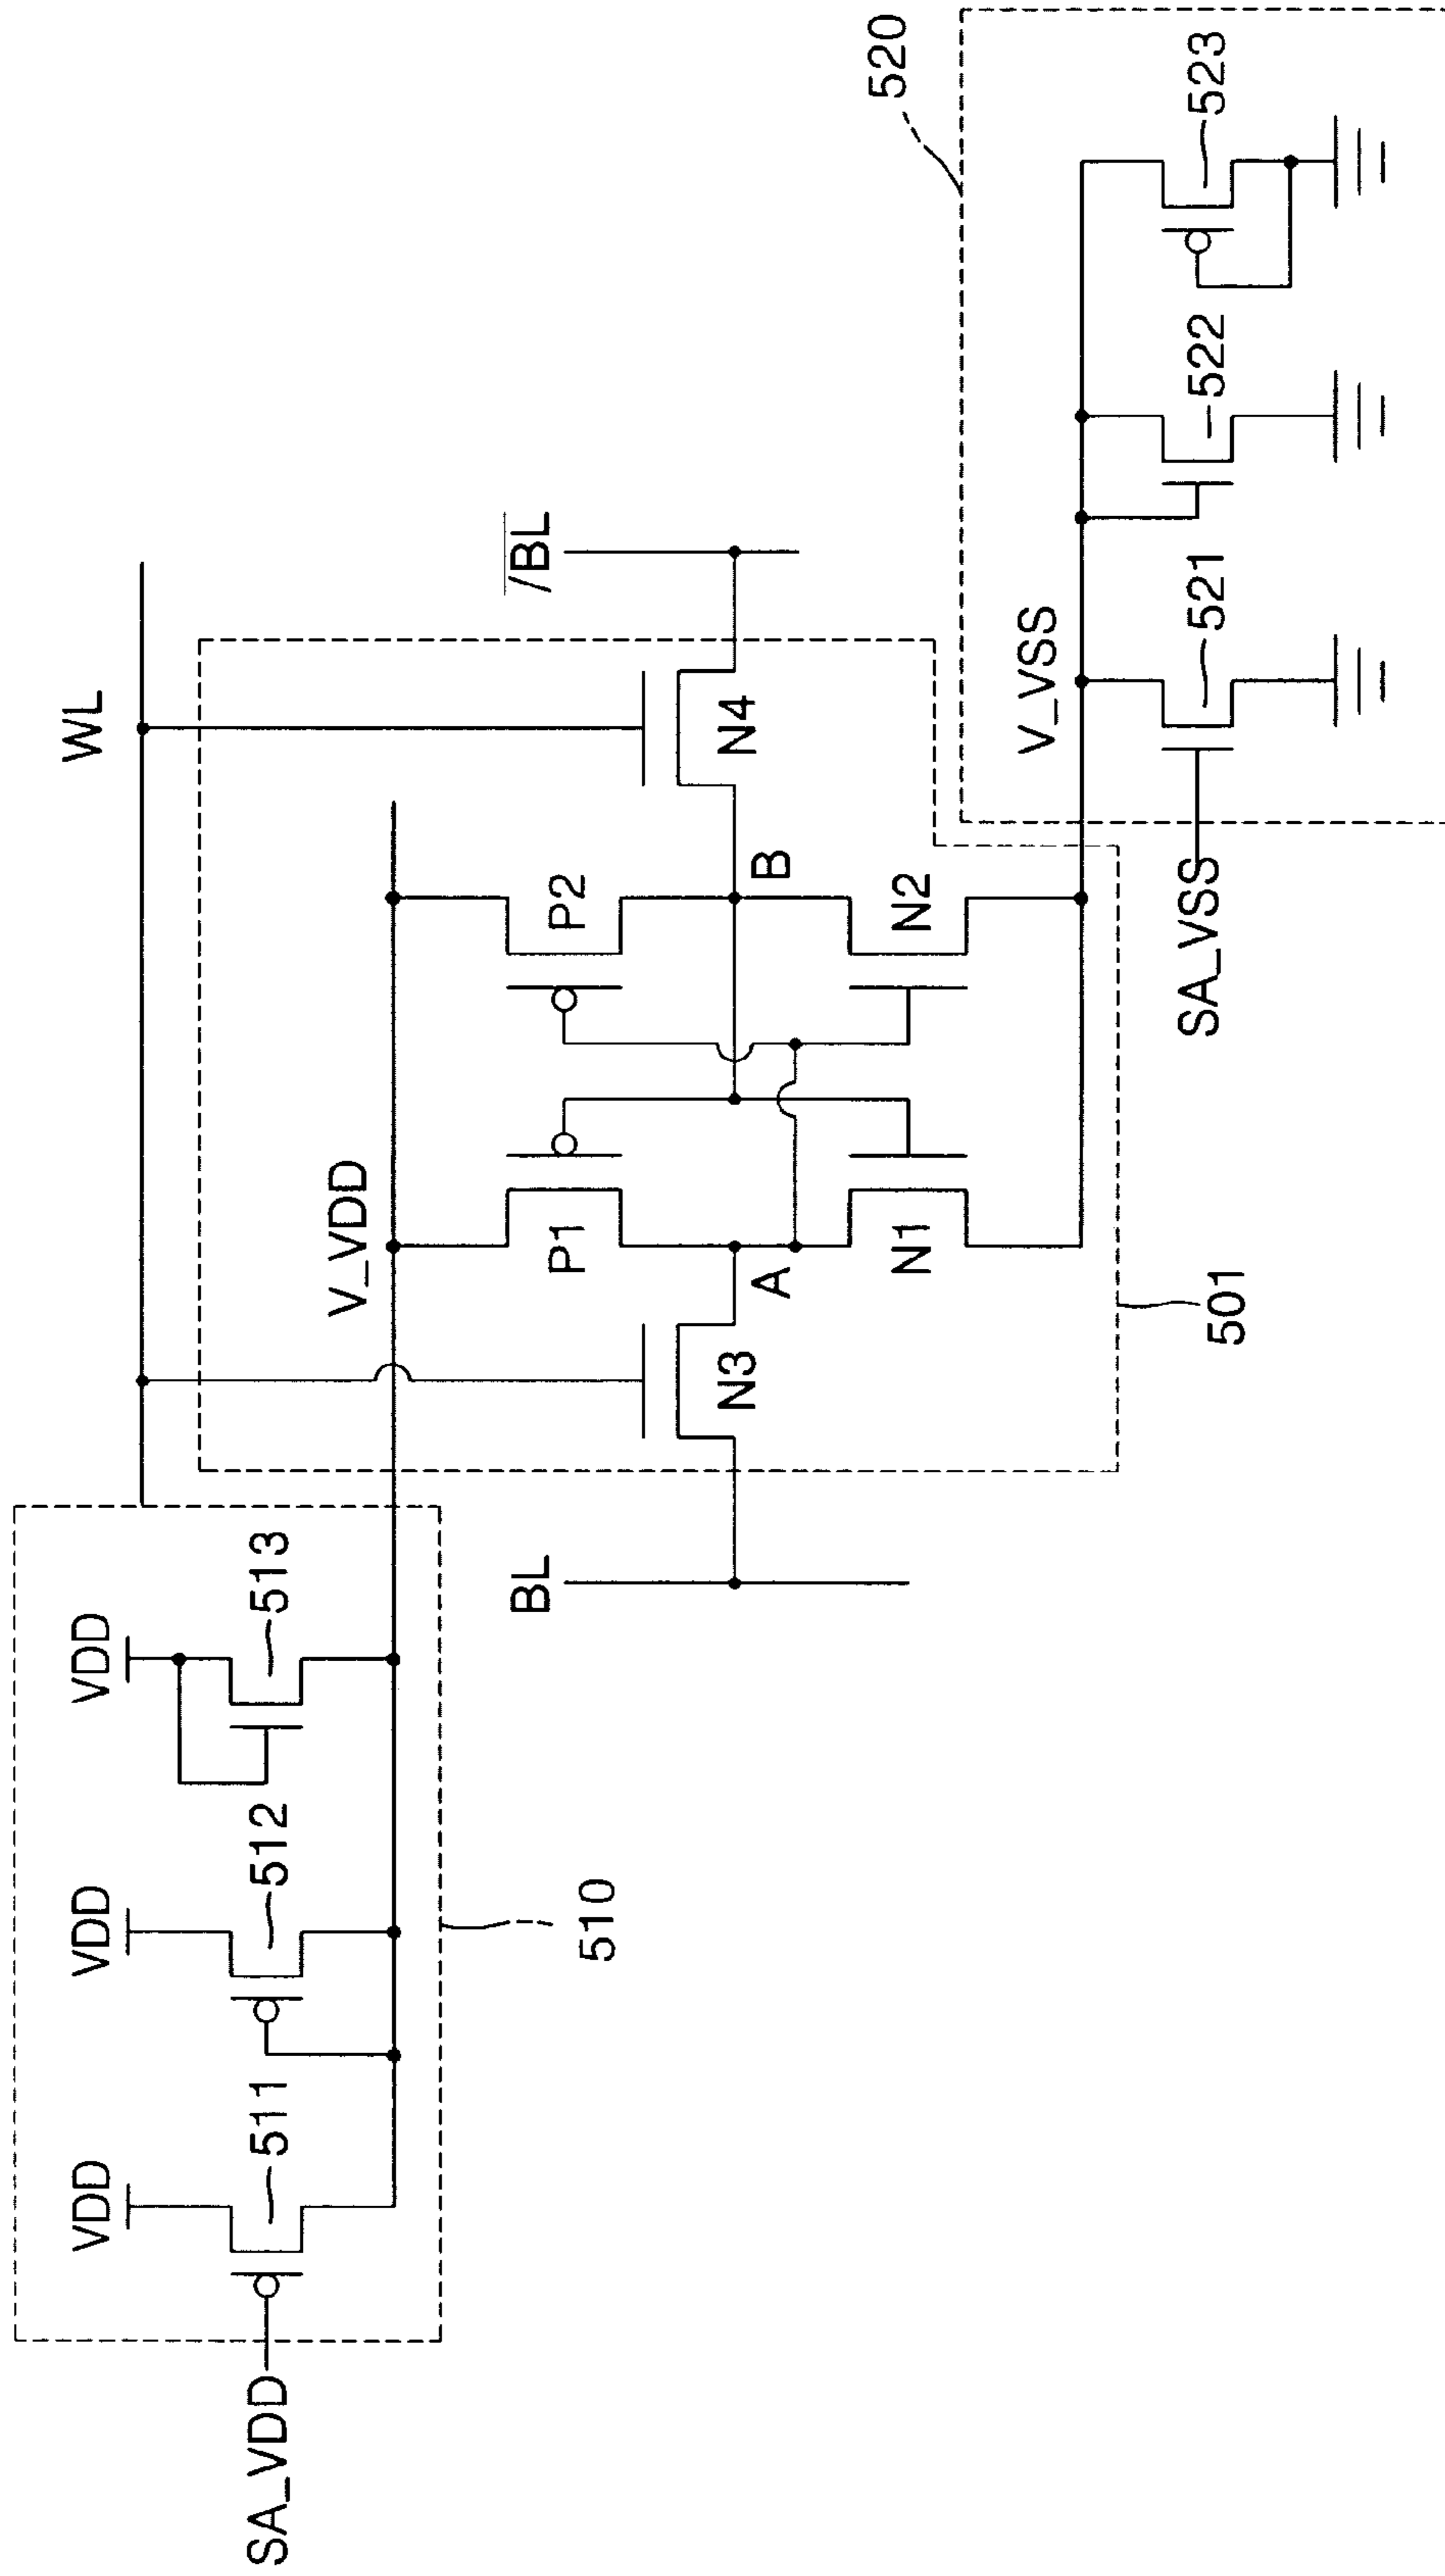 WL
VDD
VDD
VDD
511
512
513
SA_VDD
510
V_VDD
BL
/BL
P1
P2
N3
N4
A
B
N1
N2
501
V_VSS
520
SA_VSS
521
522
523